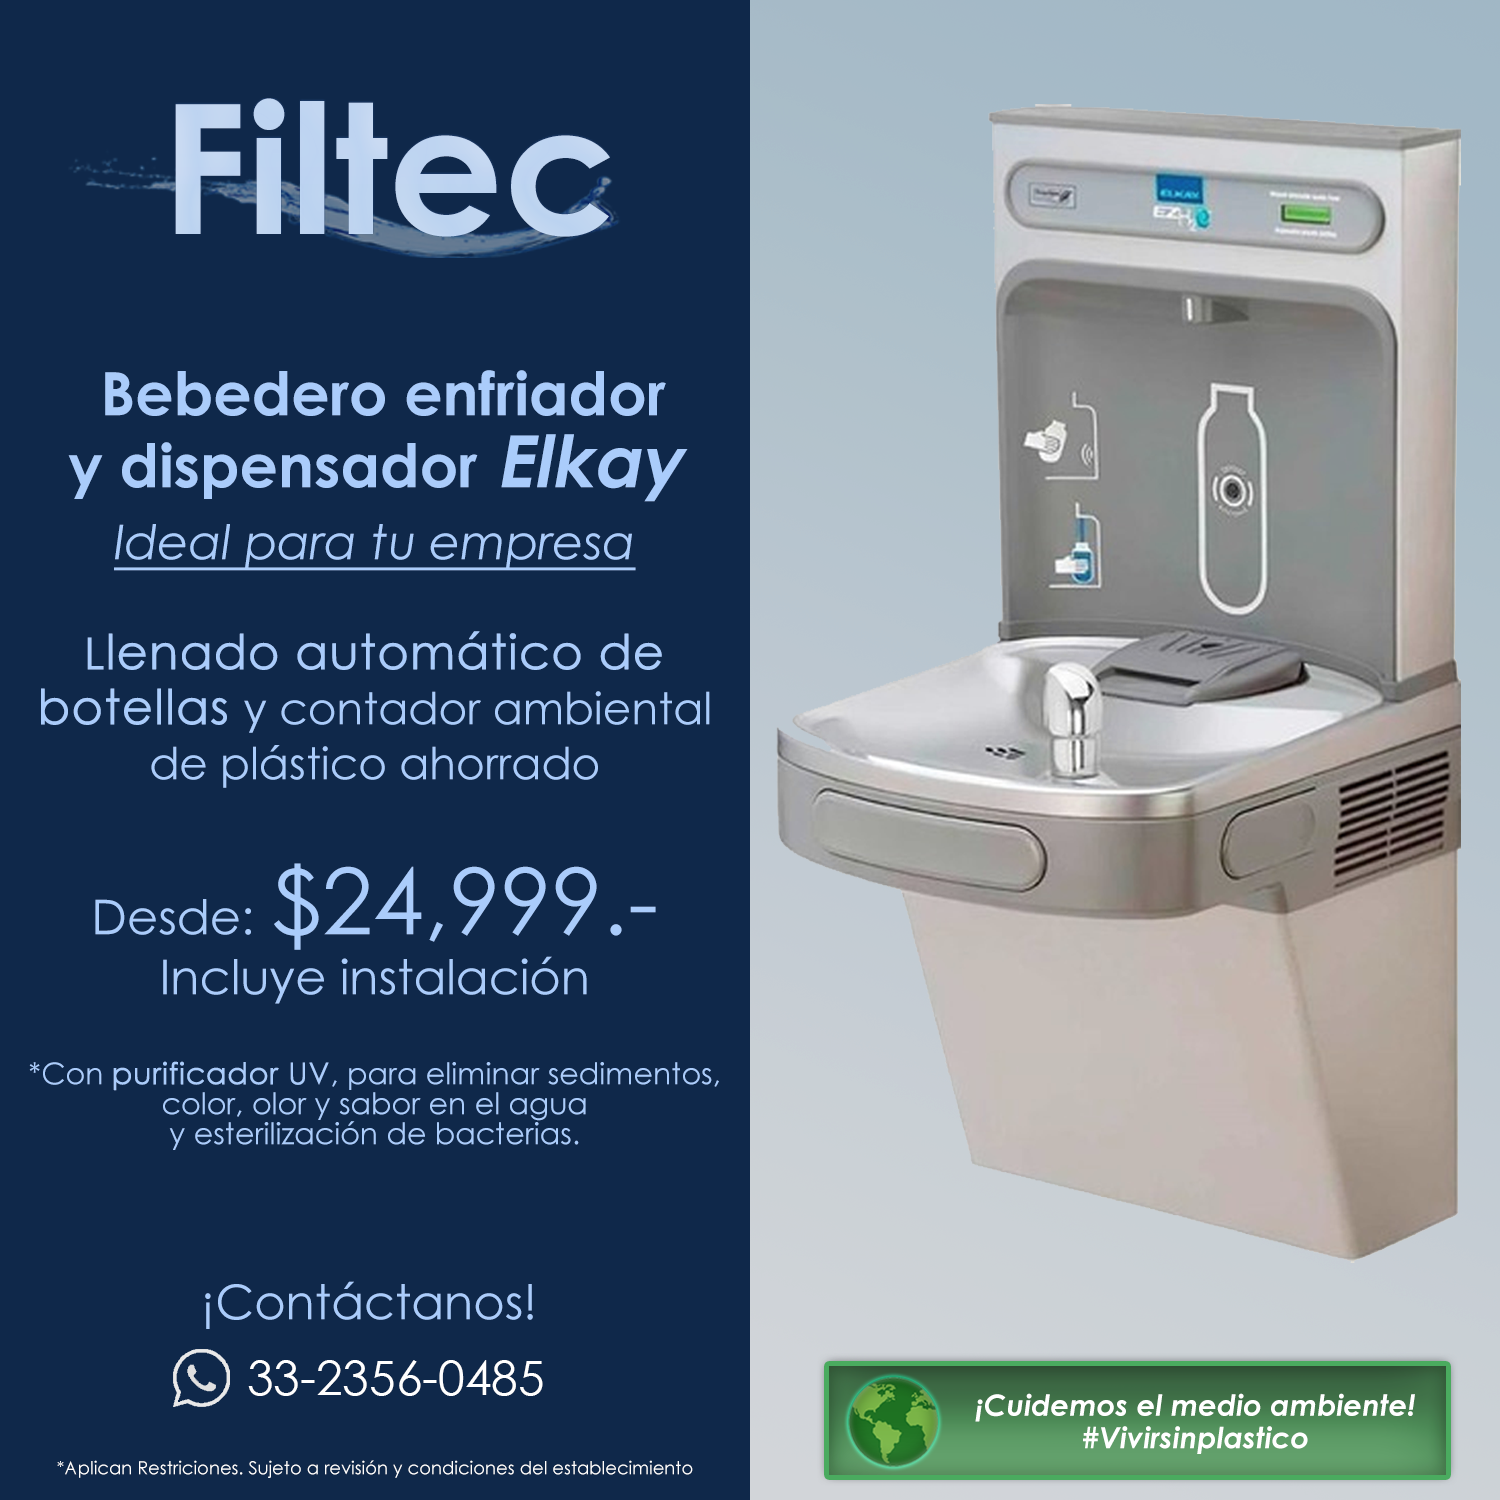 Filtec
Bebedero enfriador
y dispensador Elkay
Ideal para tu empresa
Llenado automático de
botellas y contador ambiental
de plástico ahorrado
Desde: $24,999.-
Incluye instalación
*Con purificador UV, para eliminar sedimentos,
color, olor y sabor en el agua
y esterilización de bacterias.
¡Contáctanos!
33-2356-0485
*Aplican Restriciones. Sujeto a revisión y condiciones del establecimiento
ELKAY
EZH2
¡Cuidemos el medio ambiente!
#Vivirsinplastico